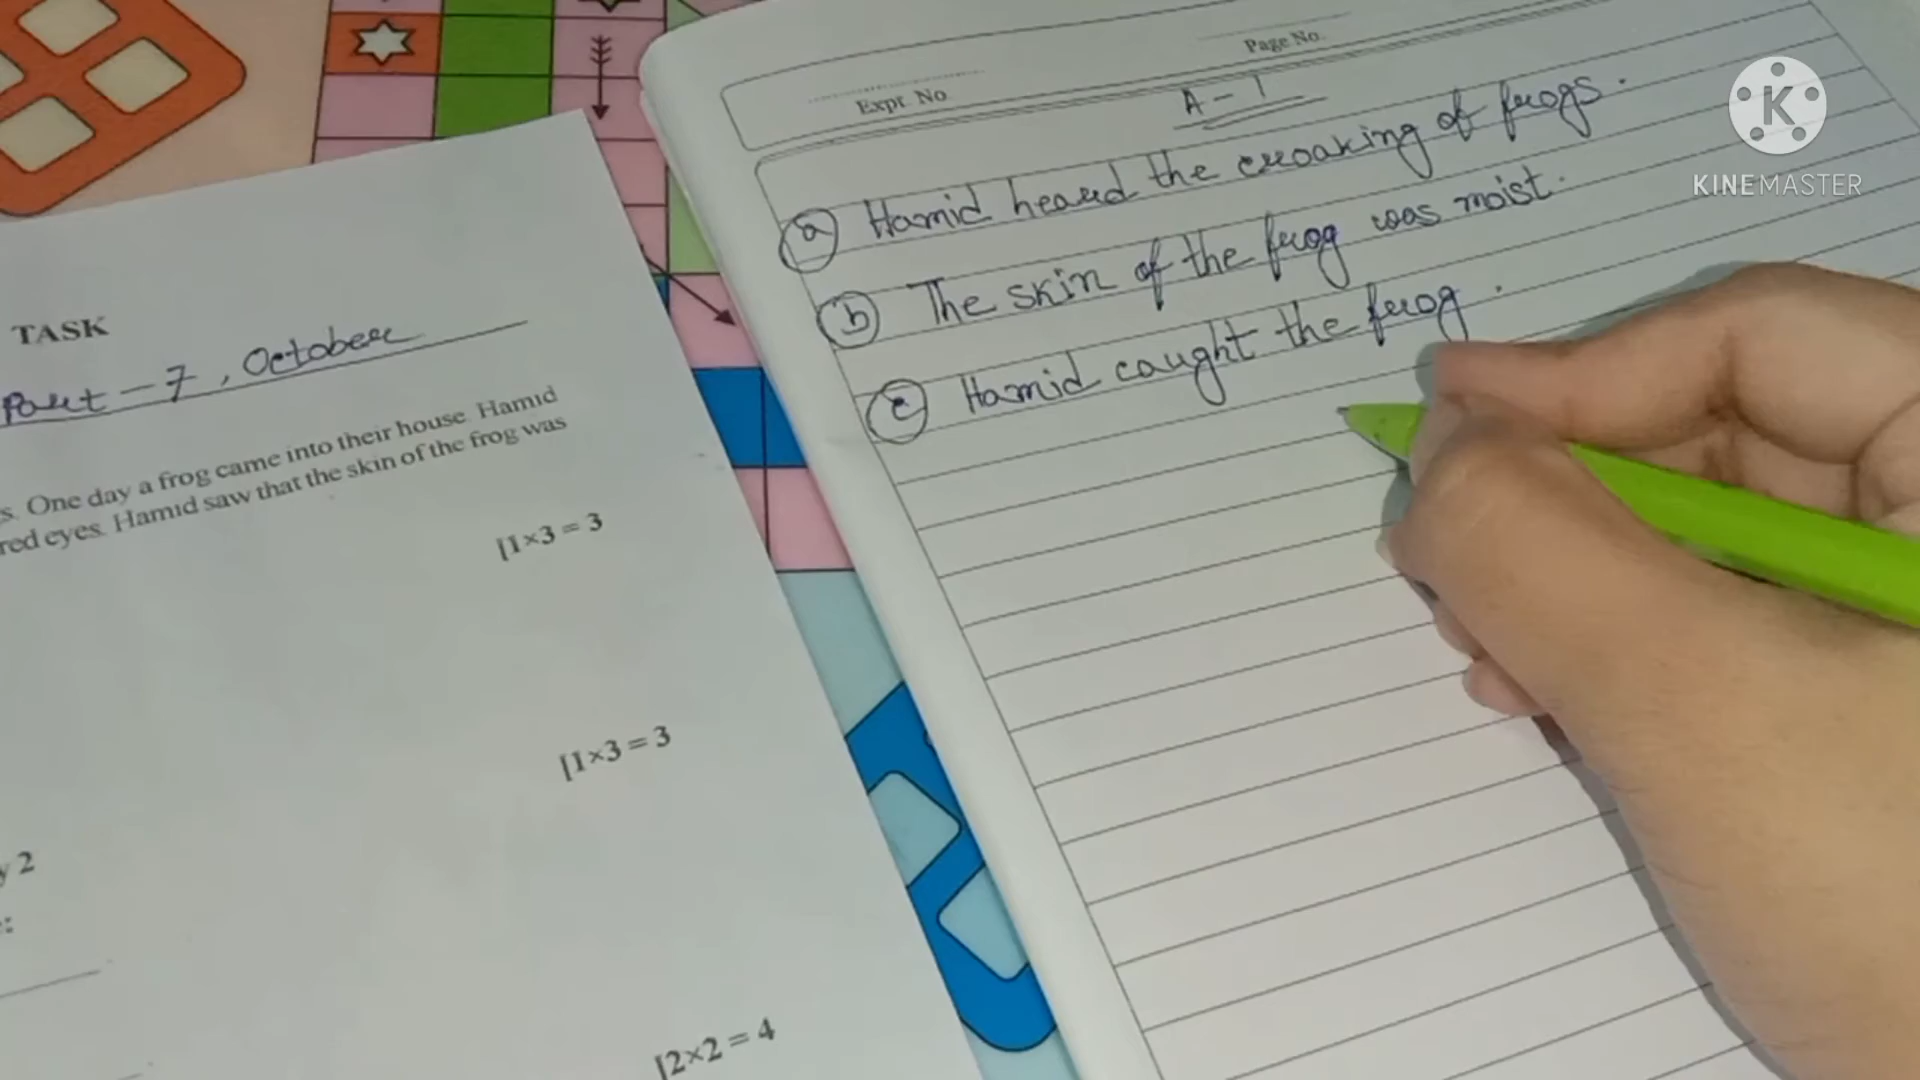 TASK
Part - 7, October
s. One day a frog came into their house. Hamid
red eyes. Hamid saw that the skin of the frog was
[1×3 = 3
[1×3 = 3
y 2
:
[2×2 = 4
Expt. No.
Page No.
A - 1
a Hamid heard the croaking of frogs.
b The skin of the frog was moist.
c Hamid caught the frog.
K
KINEMASTER